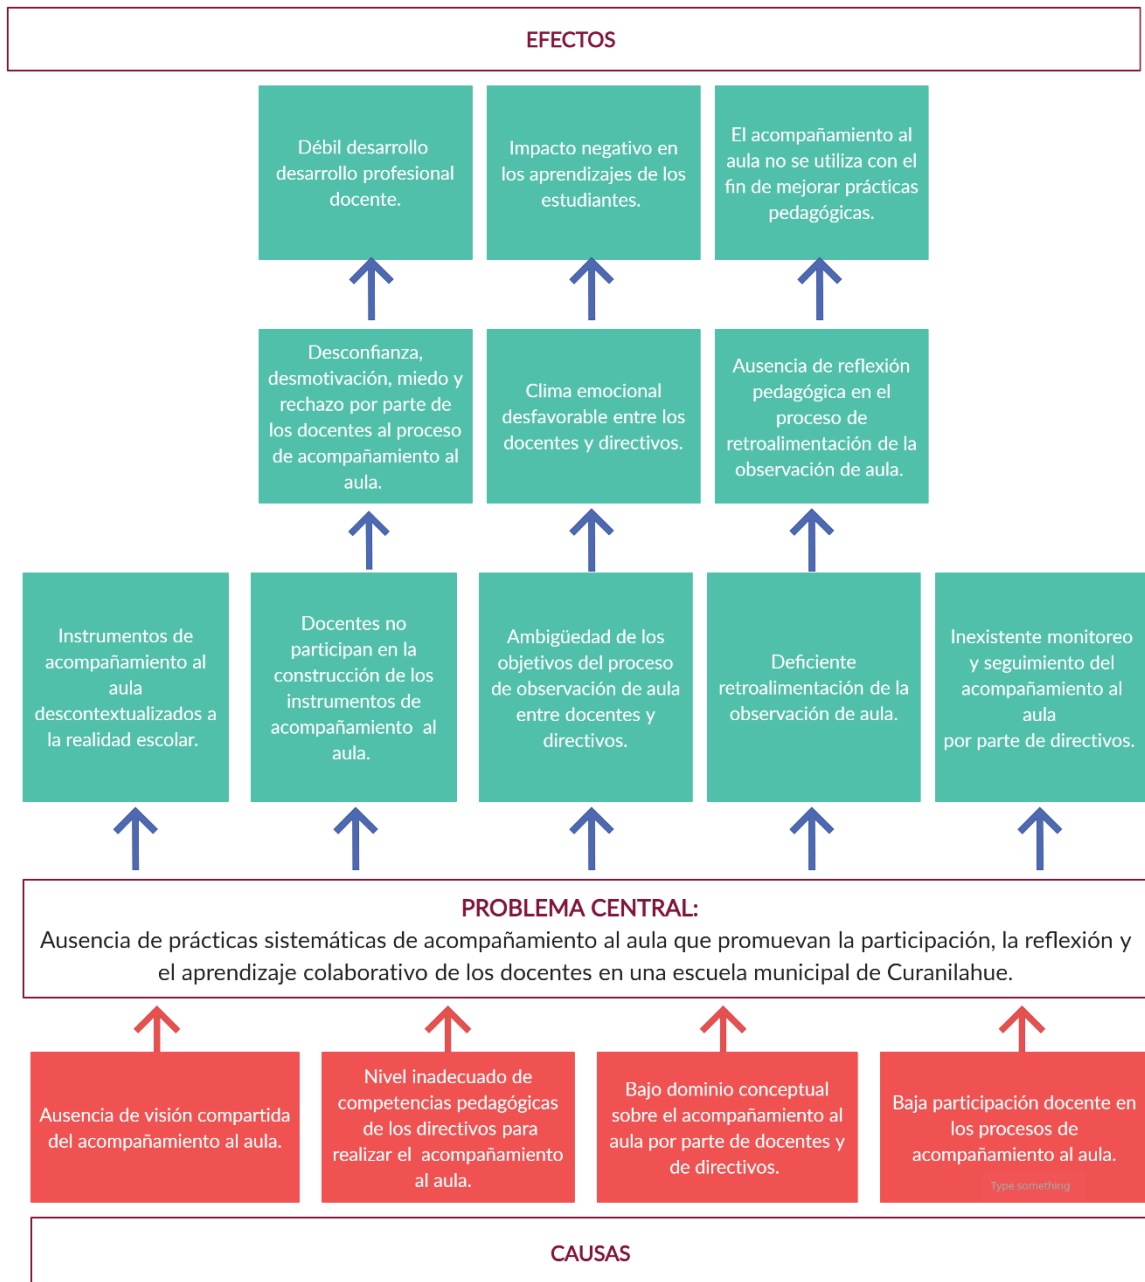 EFECTOS
Débil desarrollo
desarrollo profesional
docente.
Impacto negativo en
los aprendizajes de los
estudiantes.
El acompañamiento al
aula no se utiliza con el
fin de mejorar prácticas
pedagógicas.
Desconfianza,
desmotivación, miedo y
rechazo por parte de
los docentes al proceso
de acompañamiento al
aula.
Clima emocional
desfavorable entre los
docentes y directivos.
Ausencia de reflexión
pedagógica en el
proceso de
retroalimentación de la
observación de aula.
Instrumentos de
acompañamiento al
aula
descontextualizados a
la realidad escolar.
Docentes no
participan en la
construcción de los
instrumentos de
acompañamiento al
aula.
Ambigüedad de los
objetivos del proceso
de observación de aula
entre docentes y
directivos.
Deficiente
retroalimentación de la
observación de aula.
Inexistente monitoreo
y seguimiento del
acompañamiento al
aula
por parte de directivos.
PROBLEMA CENTRAL:
Ausencia de prácticas sistemáticas de acompañamiento al aula que promuevan la participación, la reflexión y
el aprendizaje colaborativo de los docentes en una escuela municipal de Curanilahue.
Ausencia de visión compartida
del acompañamiento al aula.
Nivel inadecuado de
competencias pedagógicas
de los directivos para
realizar el acompañamiento
al aula.
Bajo dominio conceptual
sobre el acompañamiento al
aula por parte de docentes y
de directivos.
Baja participación docente en
los procesos de
acompañamiento al aula.
Type something
CAUSAS